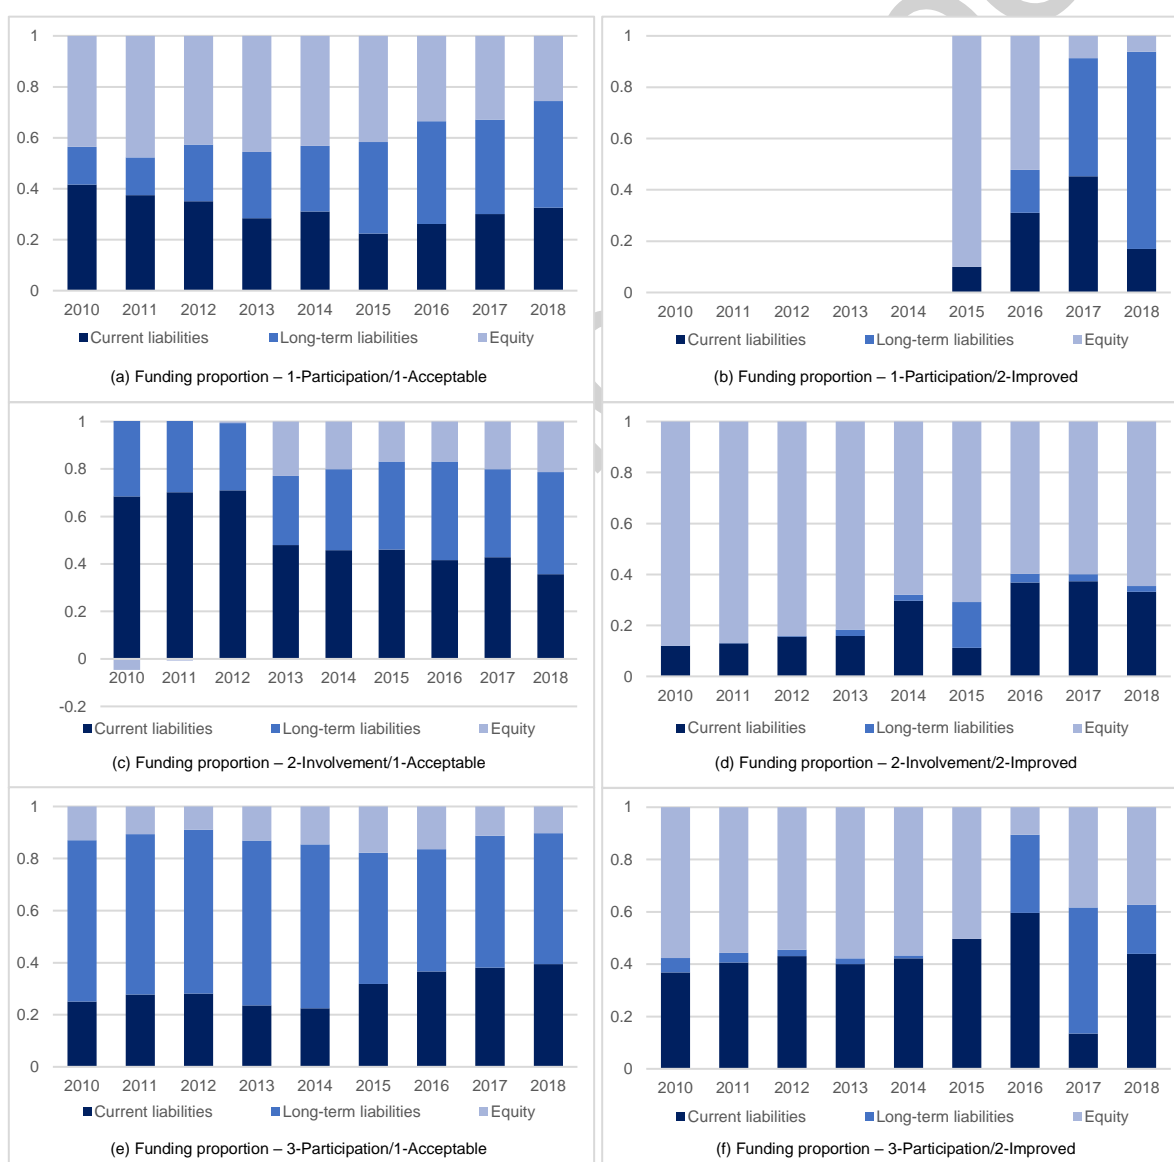 1
0.8
0.6
0.4
0.2
0
2010 2011 2012 2013 2014 2015 2016 2017 2018
Current liabilities Long-term liabilities Equity
(a) Funding proportion – 1-Participation/1-Acceptable
1
0.8
0.6
0.4
0.2
0
2010 2011 2012 2013 2014 2015 2016 2017 2018
Current liabilities Long-term liabilities Equity
(b) Funding proportion – 1-Participation/2-Improved
1
0.8
0.6
0.4
0.2
0
-0.2
2010 2011 2012 2013 2014 2015 2016 2017 2018
Current liabilities Long-term liabilities Equity
(c) Funding proportion – 2-Involvement/1-Acceptable
1
0.8
0.6
0.4
0.2
0
2010 2011 2012 2013 2014 2015 2016 2017 2018
Current liabilities Long-term liabilities Equity
(d) Funding proportion – 2-Involvement/2-Improved
1
0.8
0.6
0.4
0.2
0
2010 2011 2012 2013 2014 2015 2016 2017 2018
Current liabilities Long-term liabilities Equity
(e) Funding proportion – 3-Participation/1-Acceptable
1
0.8
0.6
0.4
0.2
0
2010 2011 2012 2013 2014 2015 2016 2017 2018
Current liabilities Long-term liabilities Equity
(f) Funding proportion – 3-Participation/2-Improved